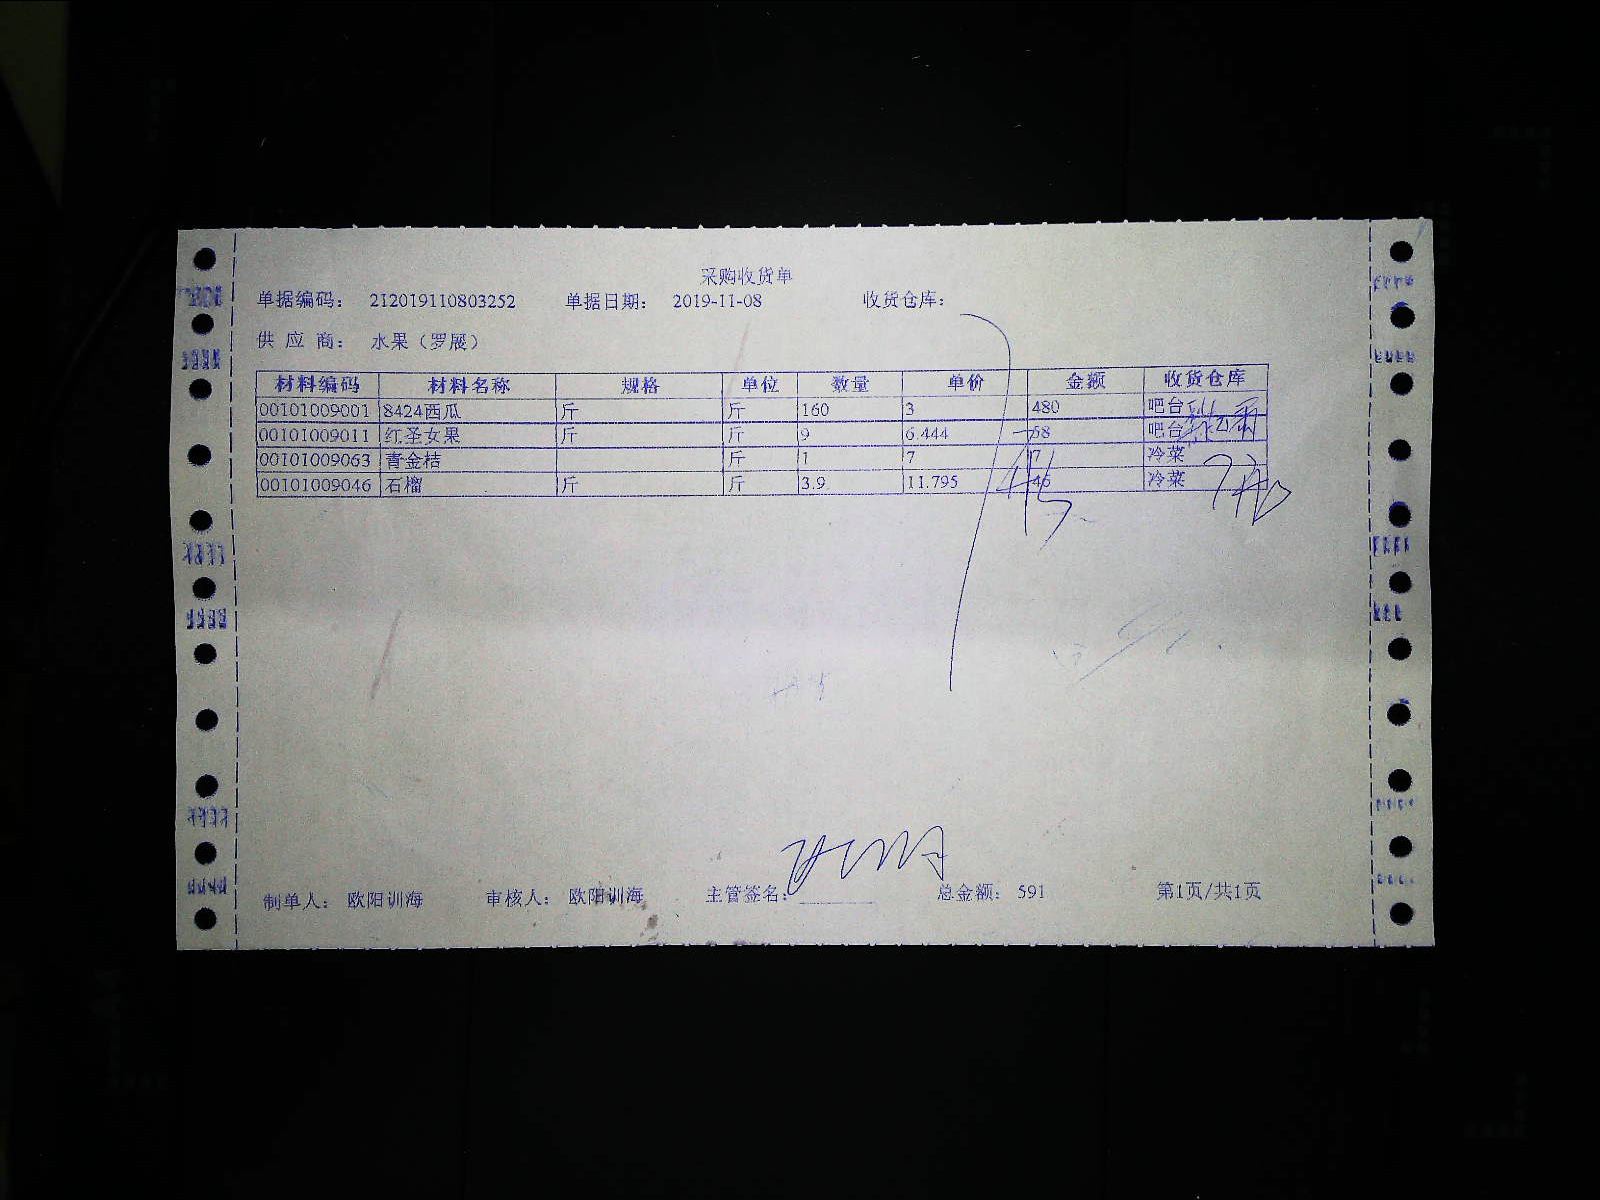 采购收货单
单据编码： 212019110803252 单据日期： 2019-11-08 收货仓库：
供 应 商： 水果（罗展）
材料编码 材料名称 规格 单位 数量 单价 金额 收货仓库
00101009001 8424西瓜 斤 斤 160 3 480 吧台
00101009011 红圣女果 斤 斤 9 6.444 58 吧台
00101009063 青金桔 斤 1 7 7 冷菜
00101009046 石榴 斤 斤 3.9 11.795 46 冷菜
制单人： 欧阳训海 审核人： 欧阳训海 主管签名： 总金额： 591 第1页/共1页